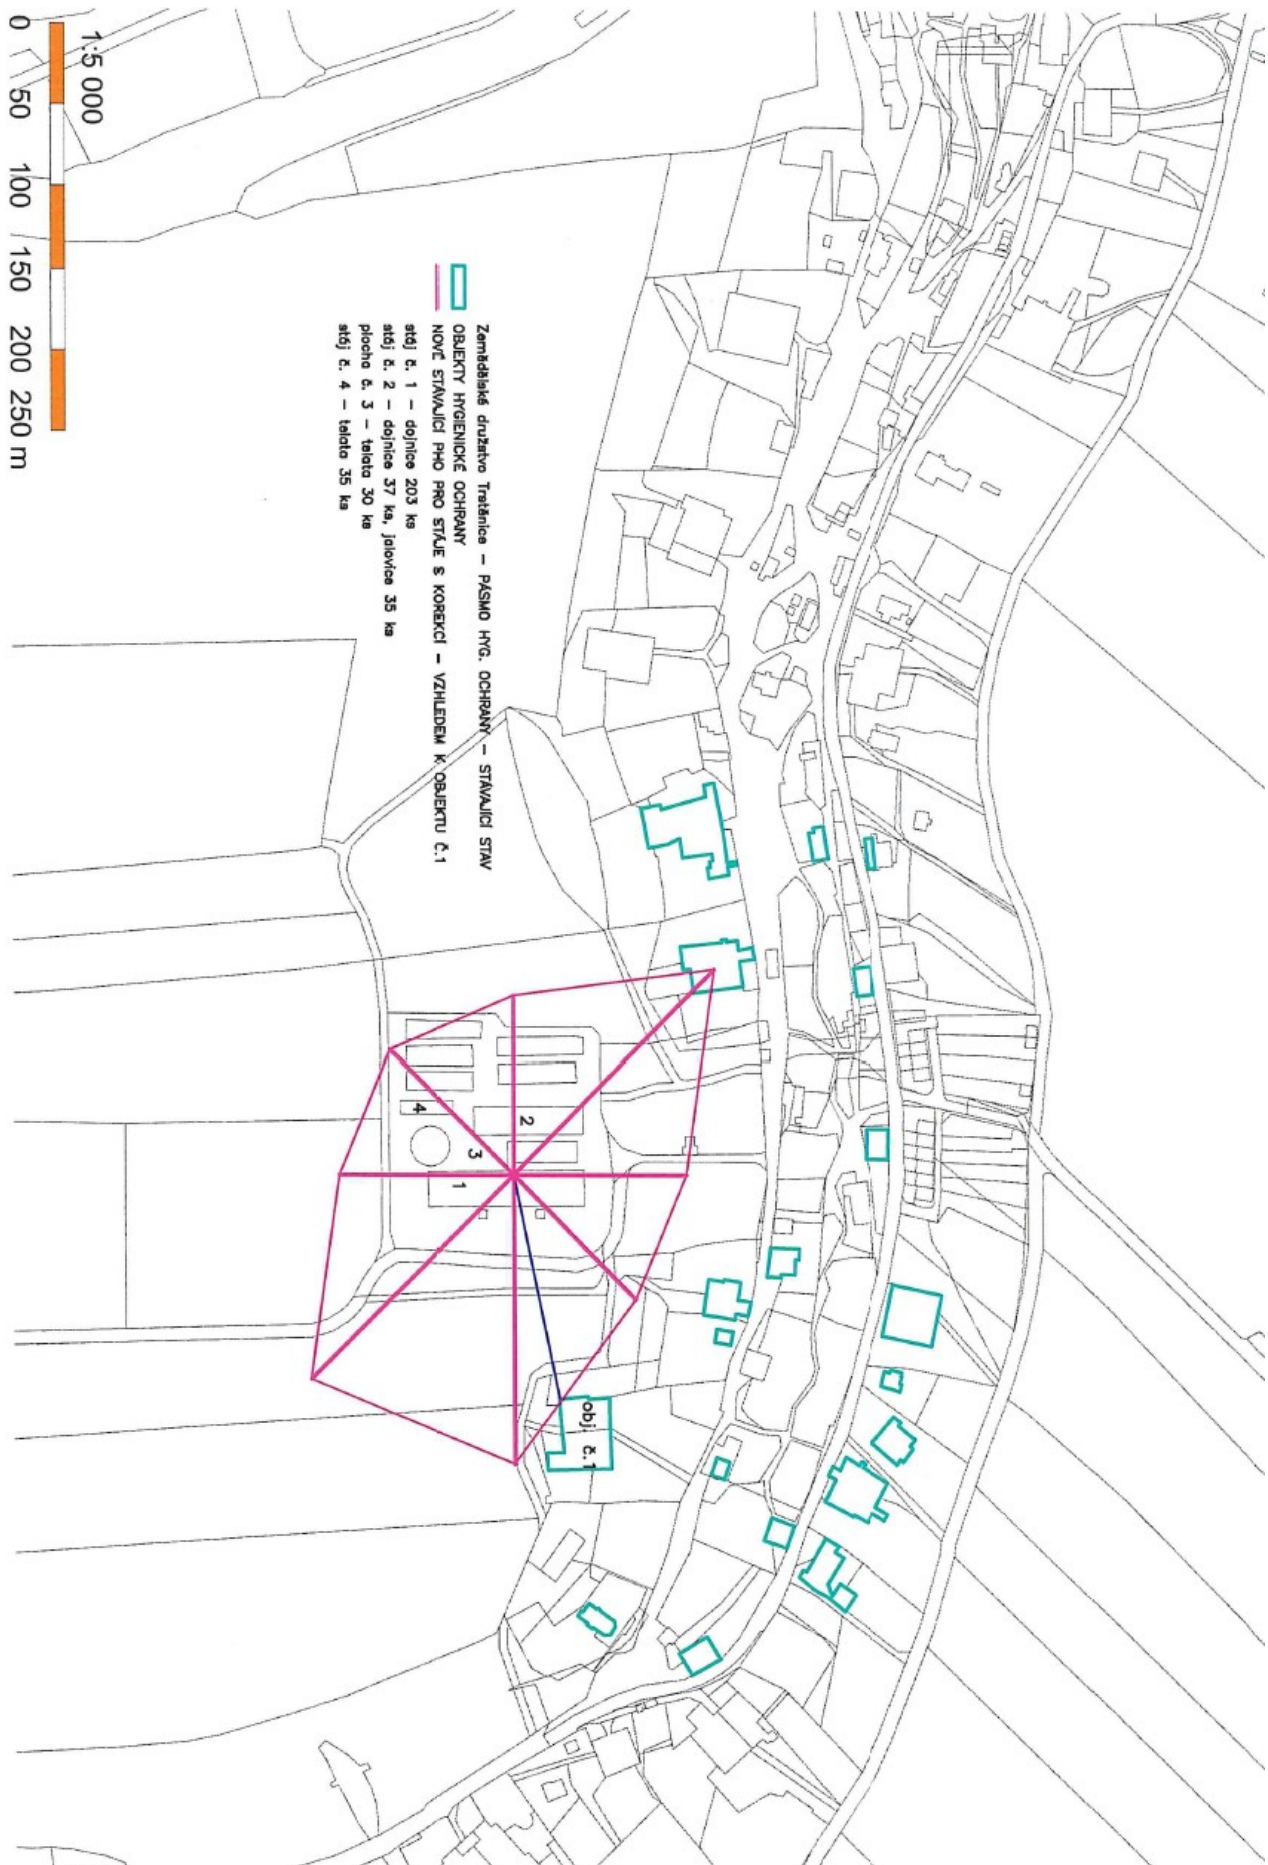 Zemědělské družstvo Trstěnice – PÁSMO HYG. OCHRANY – STÁVAJÍCÍ STAV
OBJEKTY HYGIENICKÉ OCHRANY
NOVÉ STÁVAJÍCÍ PHO PRO STÁJE S KOREKCÍ – VZHLEDEM K OBJEKTU Č.1
stáj č. 1 – dojnice 203 ks
stáj č. 2 – dojnice 37 ks, jalovice 35 ks
plocha č. 3 – telata 30 ks
stáj č. 4 – telata 35 ks
obj. č.1
2
3
1
4
1:5 000
0 50 100 150 200 250 m